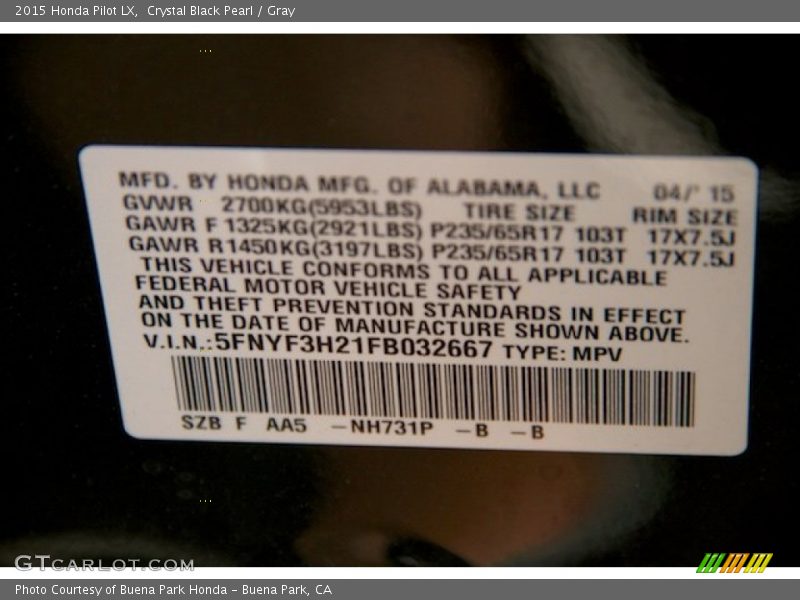 2015 Honda Pilot LX,  Crystal Black Pearl / Gray
MFD. BY HONDA MFG. OF ALABAMA, LLC 04/ 15
GVWR 2700KG(5953LBS) TIRE SIZE RIM SIZE
GAWR F 1325KG(2921LBS) P235/65R17 103T 17X7.5J
GAWR R1450KG(3197LBS) P235/65R17 103T 17X7.5J
THIS VEHICLE CONFORMS TO ALL APPLICABLE
FEDERAL MOTOR VEHICLE SAFETY
AND THEFT PREVENTION STANDARDS IN EFFECT
ON THE DATE OF MANUFACTURE SHOWN ABOVE.
V.I.N.:5FNYF3H21FB032667 TYPE: MPV
SZB F AA5 –NH731P –B –B
GTCARLOT.COM
Photo Courtesy of Buena Park Honda – Buena Park, CA